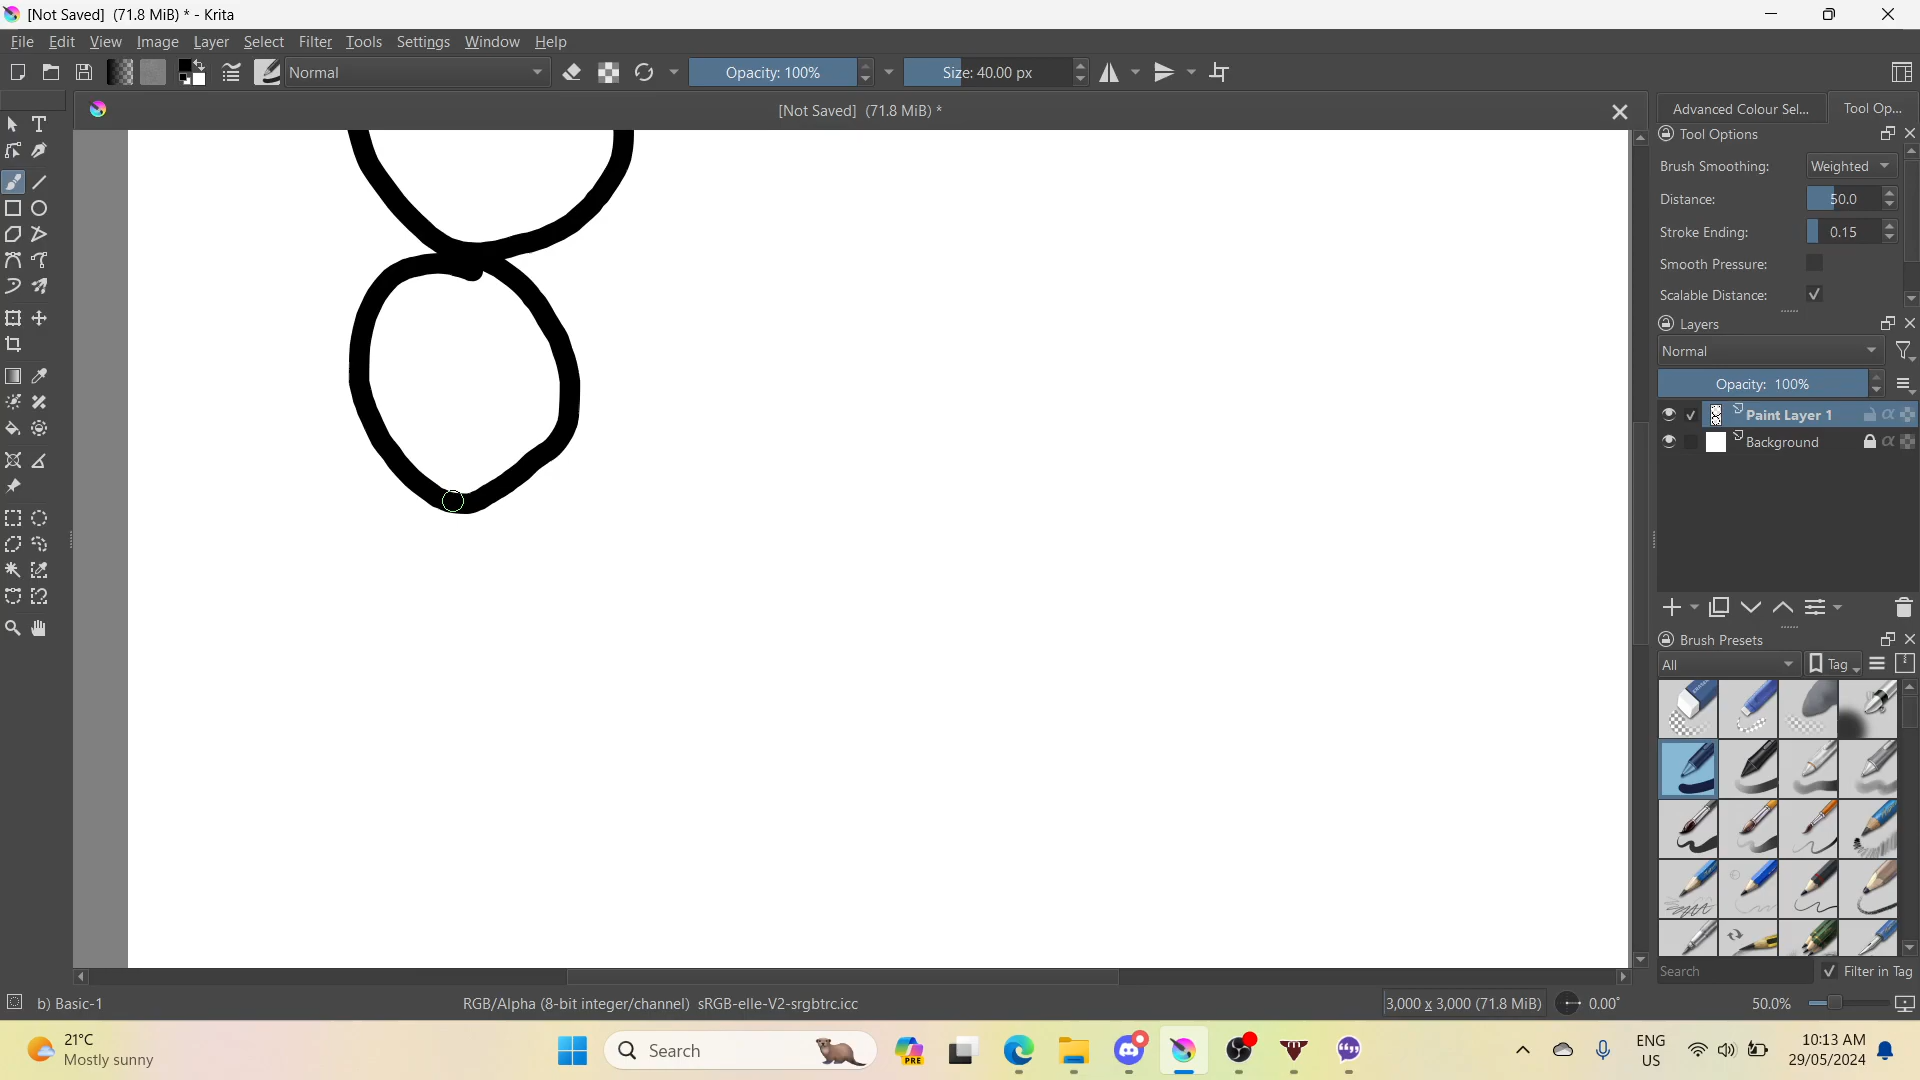 [Not Saved] (71.8 MiB) * - Krita
File Edit View Image Layer Select Filter Tools Settings Window Help
Normal Opacity: 100% Size: 40.00 px
[Not Saved] (71.8 MiB) *
Advanced Colour Sel... Tool Op...
Tool Options
Brush Smoothing: Weighted
Distance: 50.0
Stroke Ending: 0.15
Smooth Pressure:
Scalable Distance:
Layers
Normal
Opacity: 100%
Paint Layer 1
Background
Brush Presets
All Tag
Search Filter in Tag
b) Basic-1 RGB/Alpha (8-bit integer/channel) sRGB-elle-V2-srgbtrc.icc 3,000 x 3,000 (71.8 MiB) 0.00° 50.0%
21°C
Mostly sunny
Search
PRE
ENG
US
10:13 AM
29/05/2024